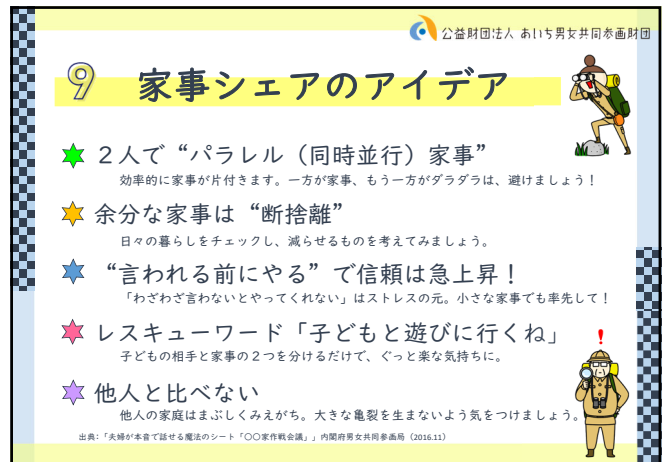 公益財団法人 あいち男女共同参画財団
9 家事シェアのアイデア
２人で“パラレル（同時並行）家事”
効率的に家事が片付きます。一方が家事、もう一方がダラダラは、避けましょう！
余分な家事は“断捨離”
日々の暮らしをチェックし、減らせるものを考えてみましょう。
“言われる前にやる”で信頼は急上昇！
「わざわざ言わないとやってくれない」はストレスの元。小さな家事でも率先して！
レスキューワード「子どもと遊びに行くね」
子どもの相手と家事の２つを分けるだけで、ぐっと楽な気持ちに。
他人と比べない
他人の家庭はまぶしくみえがち。大きな亀裂を生まないよう気をつけましょう。
出典:「夫婦が本音で話せる魔法のシート「○○家作戦会議」」内閣府男女共同参画局（2016.11）